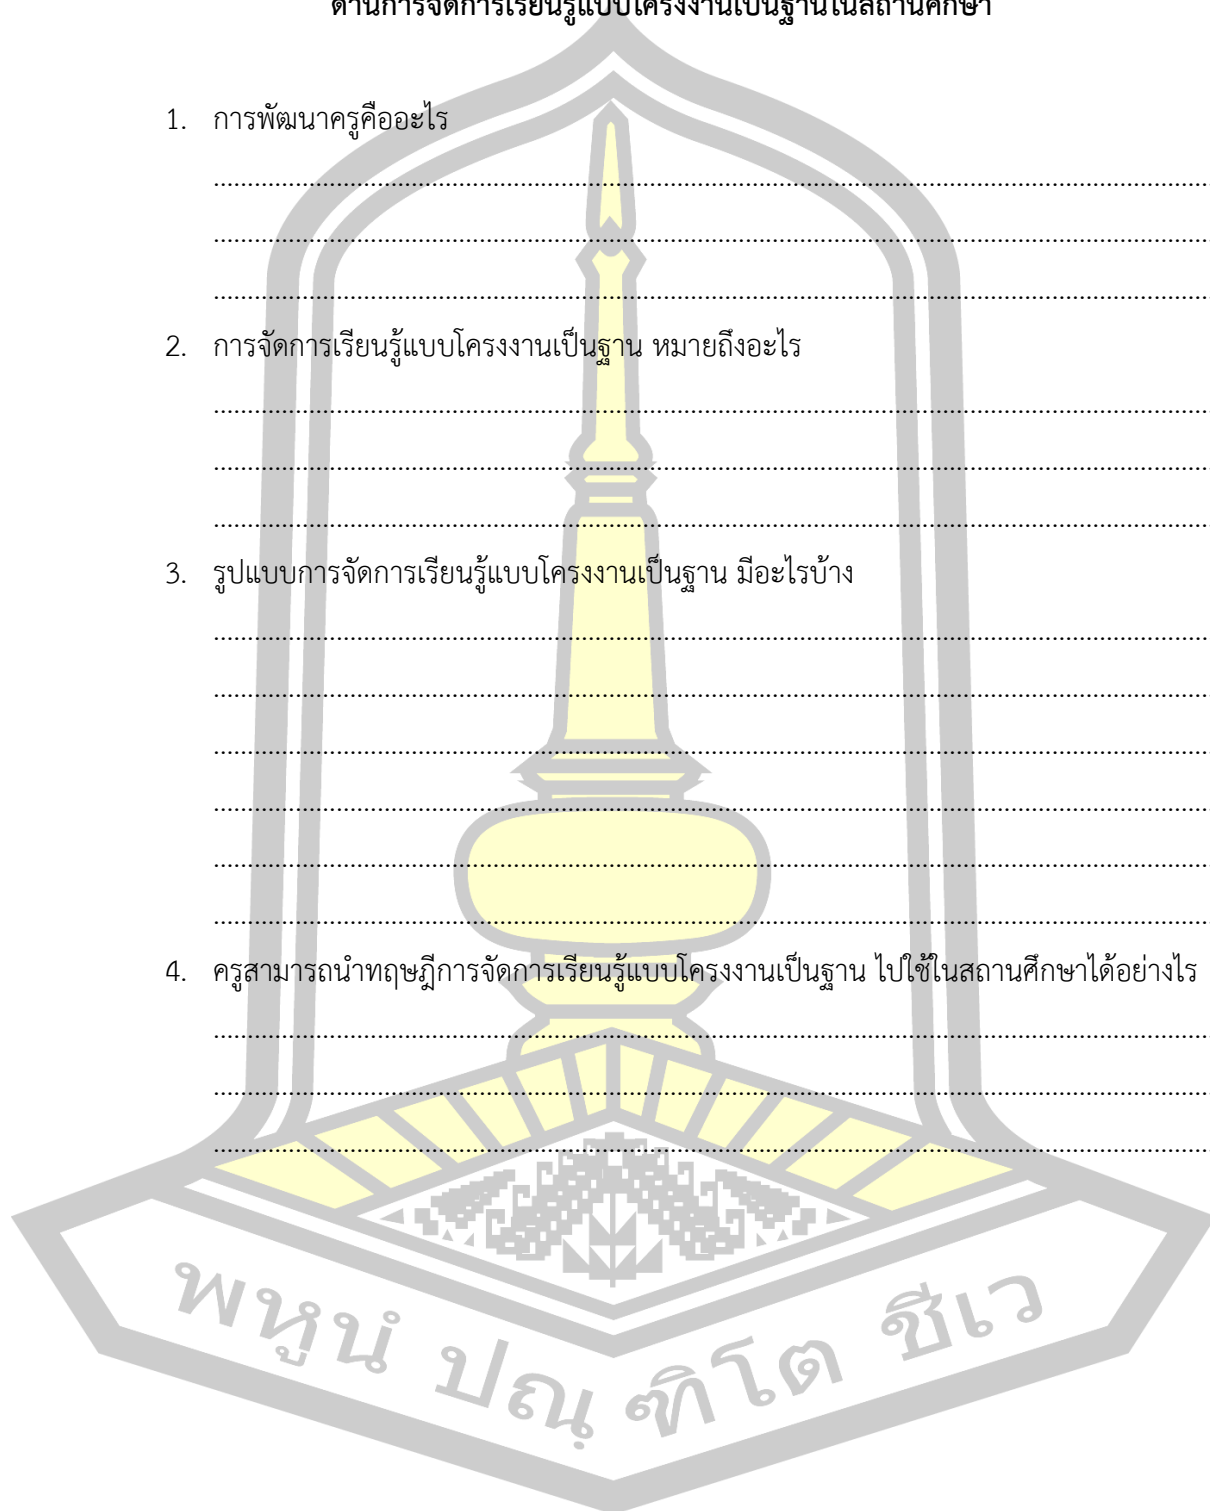 ด้านการจัดการเรียนรู้แบบโครงงานเป็นฐานในสถานศึกษา
1. การพัฒนาครูคืออะไร
2. การจัดการเรียนรู้แบบโครงงานเป็นฐาน หมายถึงอะไร
3. รูปแบบการจัดการเรียนรู้แบบโครงงานเป็นฐาน มีอะไรบ้าง
4. ครูสามารถนำทฤษฎีการจัดการเรียนรู้แบบโครงงานเป็นฐาน ไปใช้ในสถานศึกษาได้อย่างไร
พหูนํ ปณฺฑิโต ชีเว